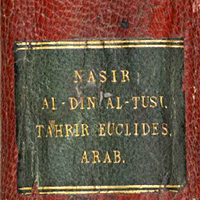 NASIR
AL-DIN AL-TUSI.
TAHRIR EUCLIDES.
ARAB.